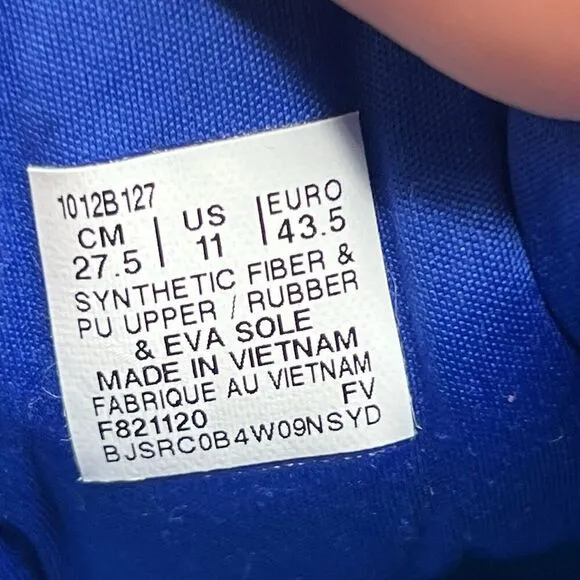 1012B127
CM | US | EURO
27.5 | 11 | 43.5
SYNTHETIC FIBER &
PU UPPER / RUBBER
& EVA SOLE
MADE IN VIETNAM
FABRIQUE AU VIETNAM
F821120 FV
BJSRC0B4W09NSYD